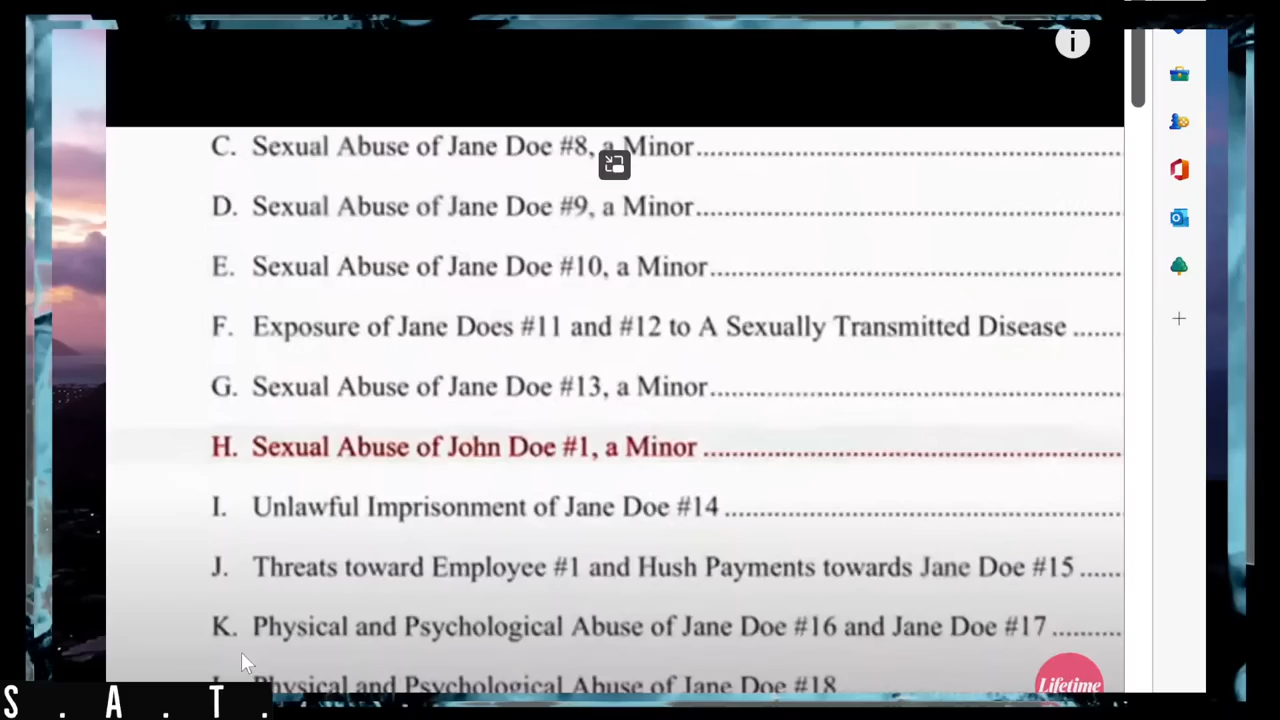 C. Sexual Abuse of Jane Doe #8, a Minor
D. Sexual Abuse of Jane Doe #9, a Minor
E. Sexual Abuse of Jane Doe #10, a Minor
F. Exposure of Jane Does #11 and #12 to A Sexually Transmitted Disease
G. Sexual Abuse of Jane Doe #13, a Minor
H. Sexual Abuse of John Doe #1, a Minor
I. Unlawful Imprisonment of Jane Doe #14
J. Threats toward Employee #1 and Hush Payments towards Jane Doe #15
K. Physical and Psychological Abuse of Jane Doe #16 and Jane Doe #17
Physical and Psychological Abuse of Jane Doe #18
Lifetime
S . A . T .